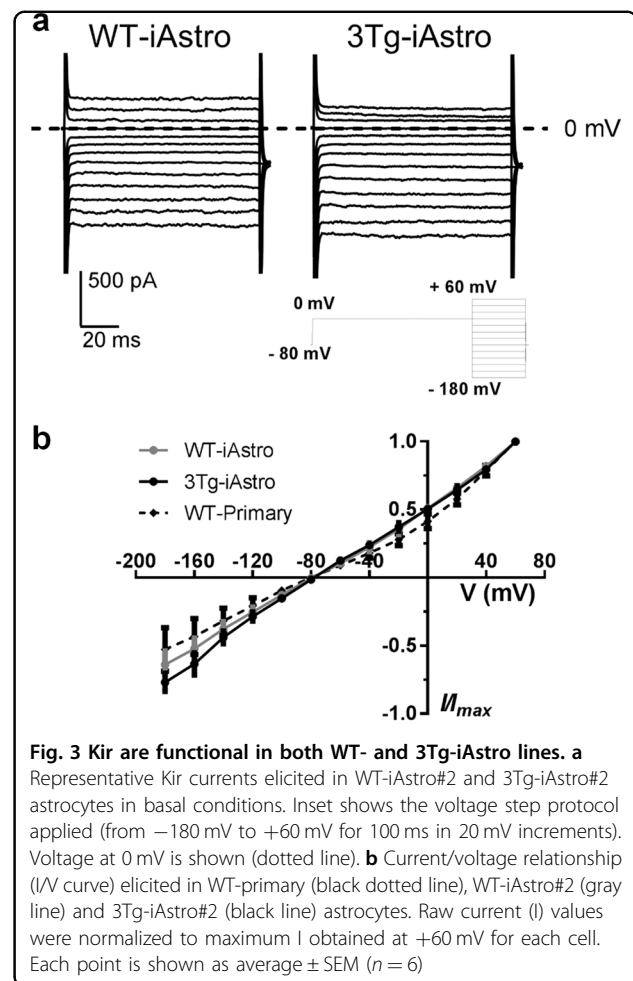 a
WT-iAstro 3Tg-iAstro
0 mV
500 pA
20 ms
+ 60 mV
0 mV
- 80 mV
- 180 mV
b
WT-iAstro
3Tg-iAstro
WT-Primary
1.0
0.5
-200 -160 -120 -80 -40 40 80
V (mV)
-0.5
-1.0
I/Imax
Fig. 3 Kir are functional in both WT- and 3Tg-iAstro lines. a
Representative Kir currents elicited in WT-iAstro#2 and 3Tg-iAstro#2
astrocytes in basal conditions. Inset shows the voltage step protocol
applied (from −180 mV to +60 mV for 100 ms in 20 mV increments).
Voltage at 0 mV is shown (dotted line). b Current/voltage relationship
(I/V curve) elicited in WT-primary (black dotted line), WT-iAstro#2 (gray
line) and 3Tg-iAstro#2 (black line) astrocytes. Raw current (I) values
were normalized to maximum I obtained at +60 mV for each cell.
Each point is shown as average ± SEM (n = 6)